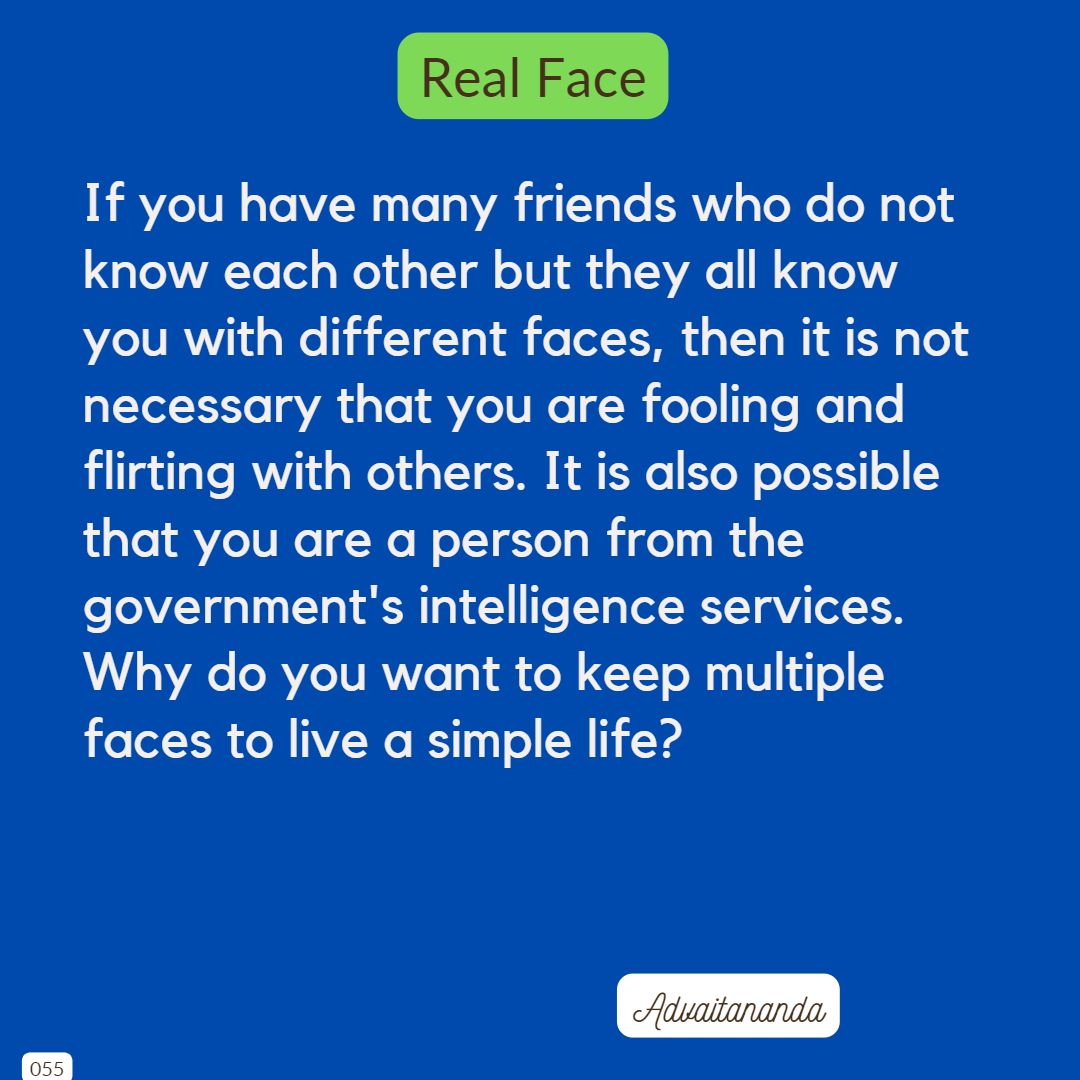 Real Face
If you have many friends who do not
know each other but they all know
you with different faces, then it is not
necessary that you are fooling and
flirting with others. It is also possible
that you are a person from the
government's intelligence services.
Why do you want to keep multiple
faces to live a simple life?
Advaitananda
055